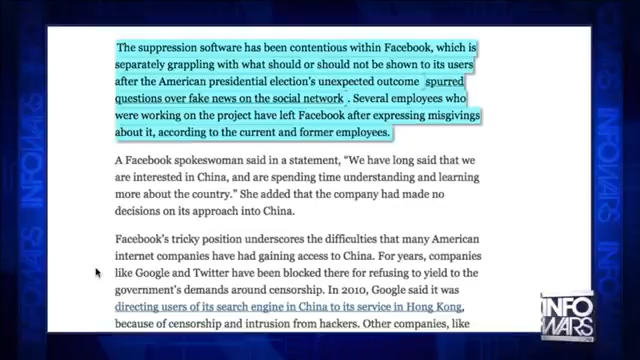 The suppression software has been contentious within Facebook, which is
separately grappling with what should or should not be shown to its users
after the American presidential election's unexpected outcome spurred
questions over fake news on the social network . Several employees who
were working on the project have left Facebook after expressing misgivings
about it, according to the current and former employees.
A Facebook spokeswoman said in a statement, “We have long said that we
are interested in China, and are spending time understanding and learning
more about the country.” She added that the company had made no
decisions on its approach into China.
Facebook's tricky position underscores the difficulties that many American
internet companies have had gaining access to China. For years, companies
like Google and Twitter have been blocked there for refusing to yield to the
government's demands around censorship. In 2010, Google said it was
directing users of its search engine in China to its service in Hong Kong,
because of censorship and intrusion from hackers. Other companies, like
INFO
WARS
INFOWARS